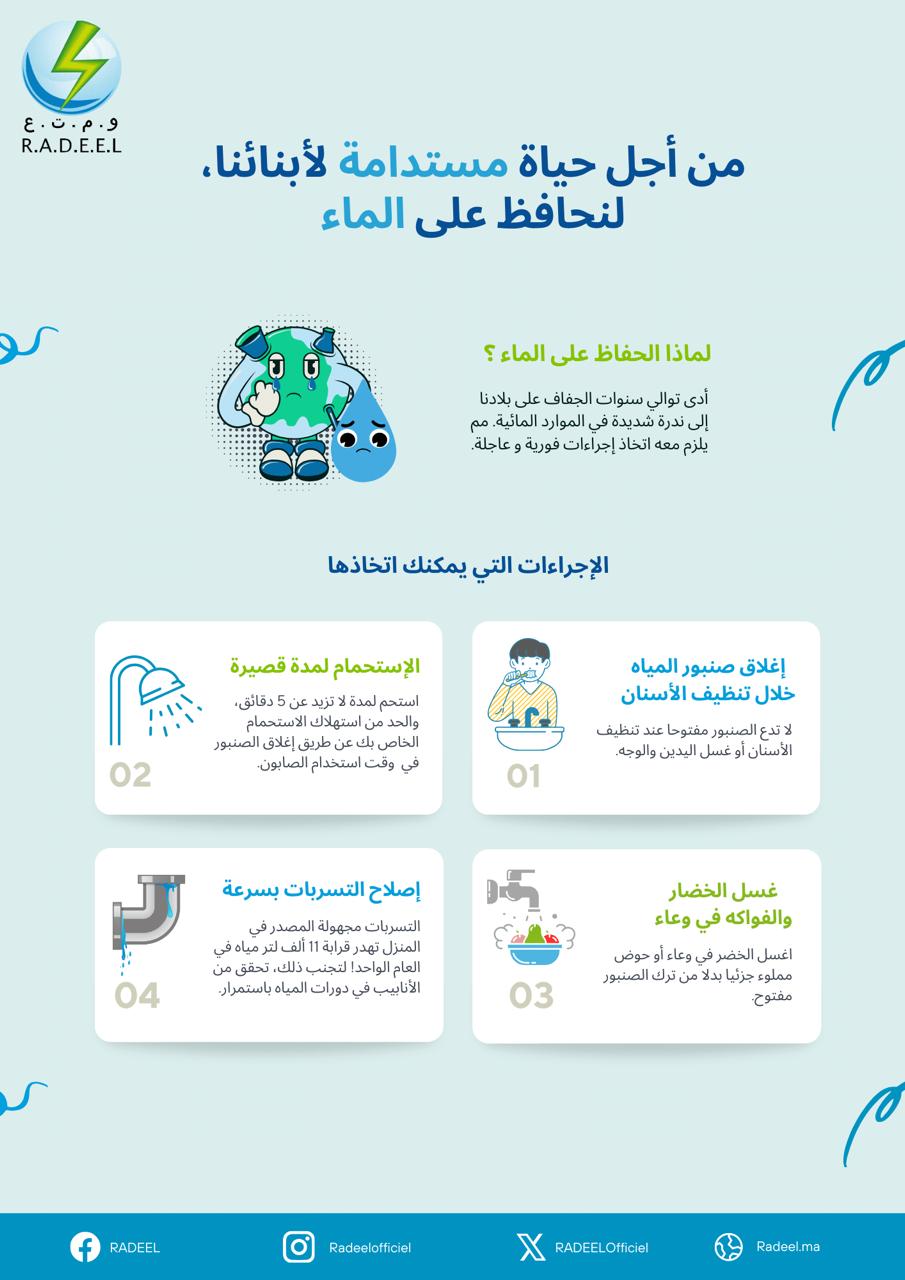 و.م.ت.ع
R.A.D.E.E.L
من أجل حياة مستدامة لأبنائنا،
لنحافظ على الماء
لماذا الحفاظ على الماء ؟
أدى توالي سنوات الجفاف على بلادنا
إلى ندرة شديدة في الموارد المائية. مم
يلزم معه اتخاذ إجراءات فورية و عاجلة.
الإجراءات التي يمكنك اتخاذها
إغلاق صنبور المياه
خلال تنظيف الأسنان
لا تدع الصنبور مفتوحا عند تنظيف
الأسنان أو غسل اليدين والوجه.
01
الإستحمام لمدة قصيرة
استحم لمدة لا تزيد عن 5 دقائق،
والحد من استهلاك الاستحمام
الخاص بك عن طريق إغلاق الصنبور
في وقت استخدام الصابون.
02
غسل الخضار
والفواكه في وعاء
اغسل الخضر في وعاء أو حوض
مملوء جزئيا بدلا من ترك الصنبور
مفتوح.
03
إصلاح التسربات بسرعة
التسربات مجهولة المصدر في
المنزل تهدر قرابة 11 ألف لتر مياه في
العام الواحد! لتجنب ذلك، تحقق من
الأنابيب في دورات المياه باستمرار.
04
RADEEL
Radeelofficiel
RADEELOfficiel
Radeel.ma